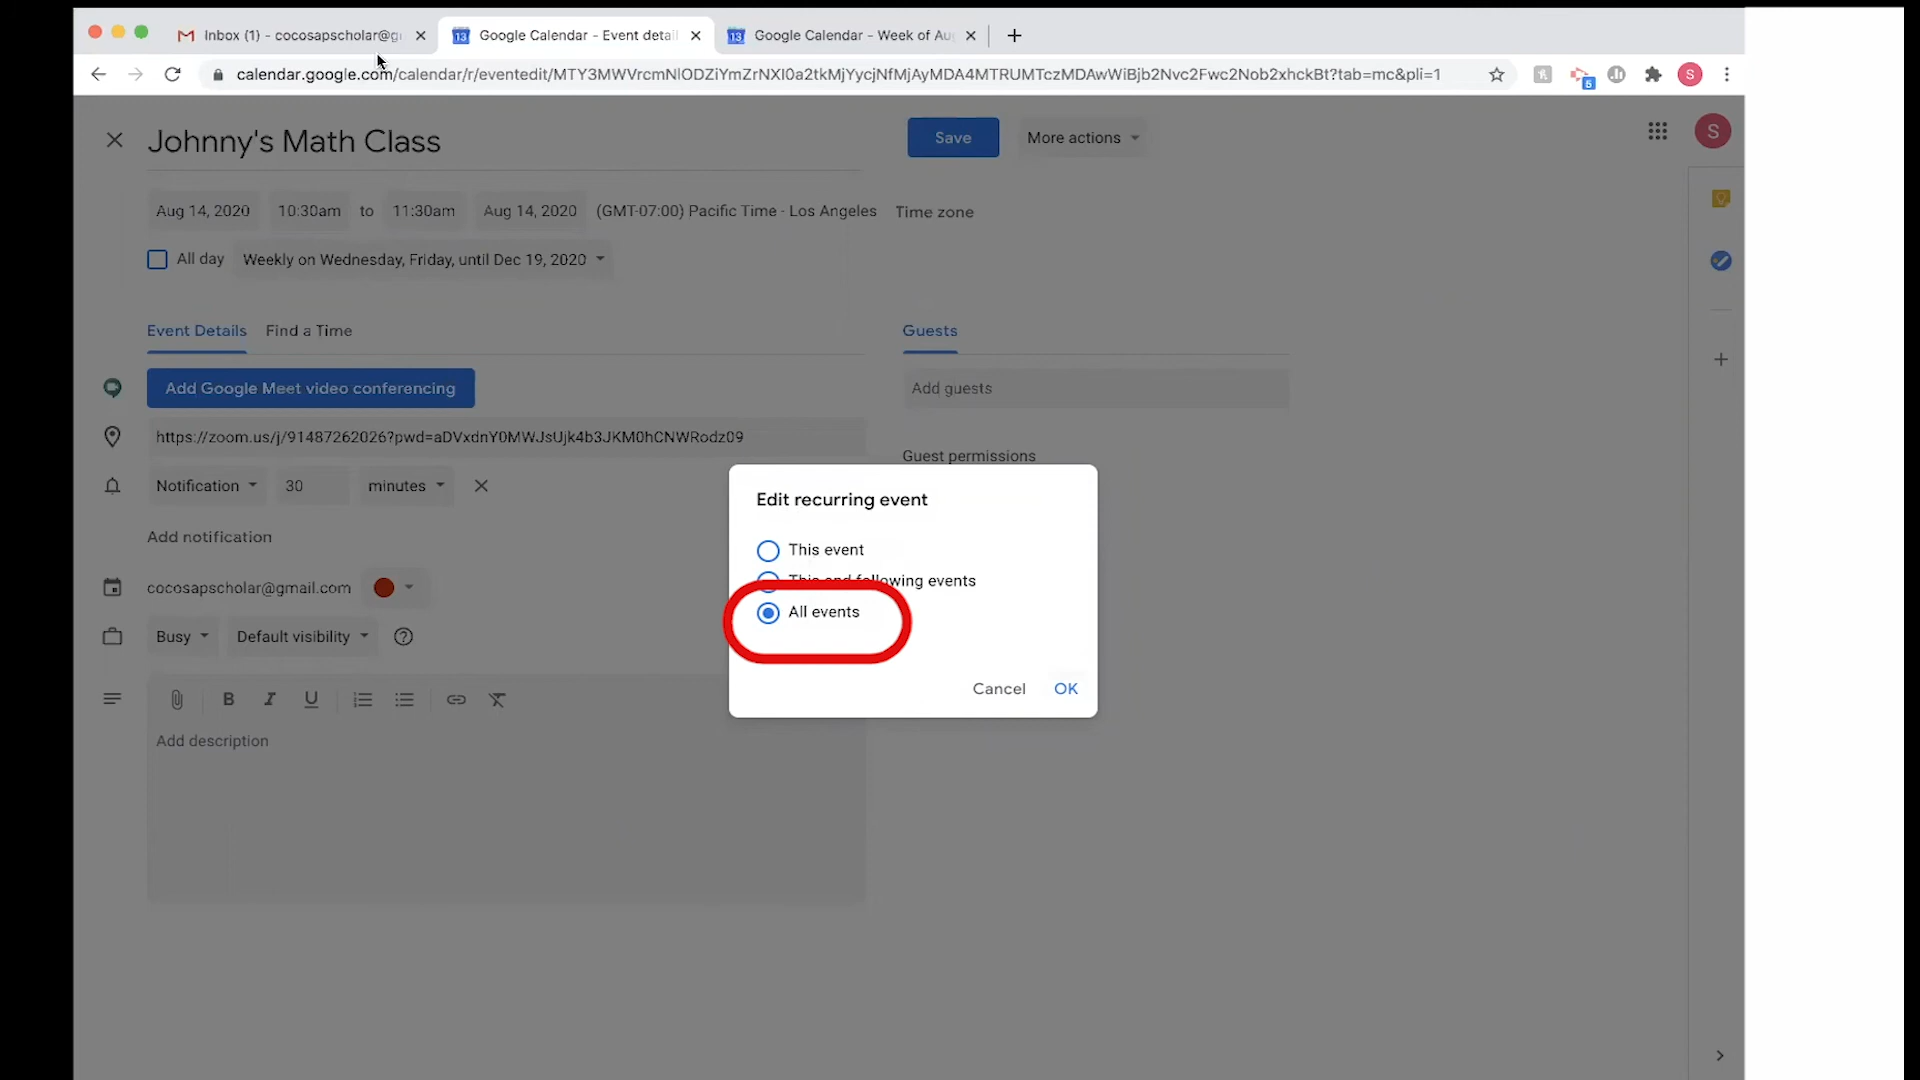 Inbox (1) - cocosapscholar@g
Google Calendar - Event detail
Google Calendar - Week of Au
calendar.google.com/calendar/r/eventedit/MTY3MWVrcmNlODZiYmZrNXI0a2tkMjYycjNfMjAyMDA4MTRUMTczMDAwWiBjb2Nvc2Fwc2Nob2xhckBt?tab=mc&pli=1
5
S
Johnny's Math Class
Save
More actions
S
Aug 14, 2020 10:30am to 11:30am Aug 14, 2020 (GMT-07:00) Pacific Time - Los Angeles Time zone
All day Weekly on Wednesday, Friday, until Dec 19, 2020
Event Details Find a Time
Guests
Add Google Meet video conferencing
Add guests
https://zoom.us/j/91487262026?pwd=aDVxdnY0MWJsUjk4b3JKM0hCNWRodz09
Guest permissions
Notification 30 minutes
Edit recurring event
This event
This and following events
All events
Cancel OK
Add notification
cocosapscholar@gmail.com
Busy Default visibility
B I U
Add description